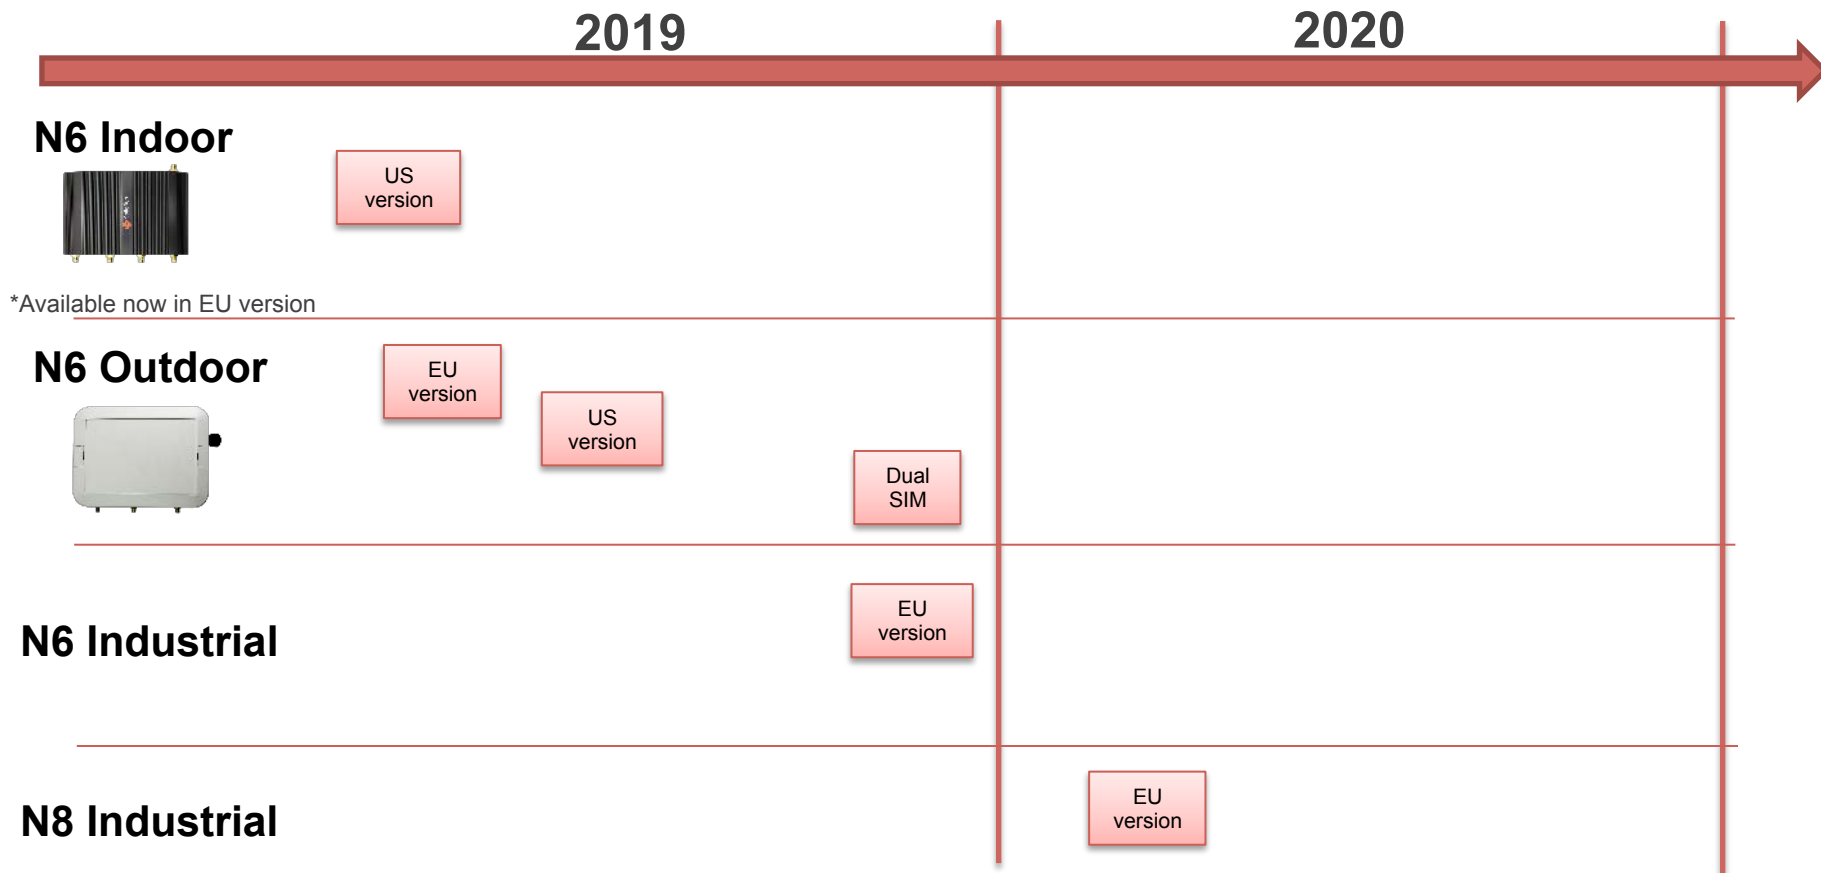 2019
2020
N6 Indoor
US
version
*Available now in EU version
N6 Outdoor
EU
version
US
version
Dual
SIM
N6 Industrial
EU
version
N8 Industrial
EU
version